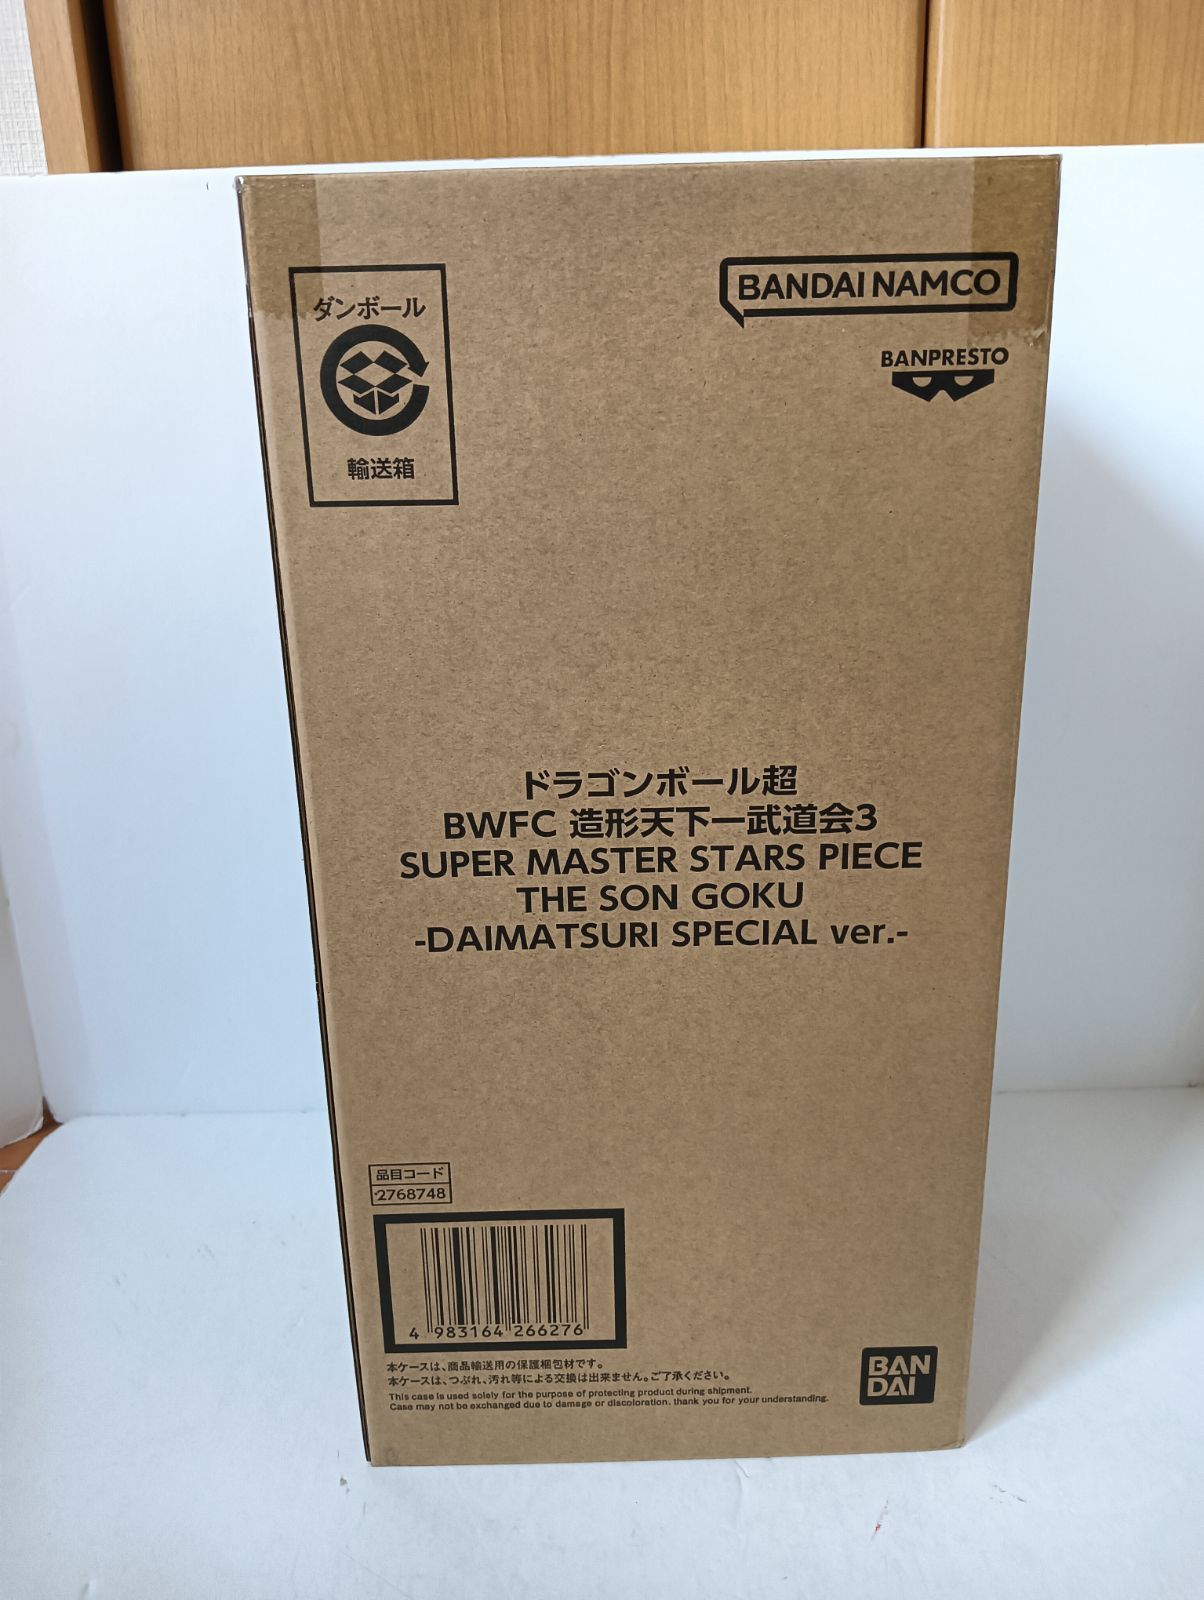 ダンボール
輸送箱
BANDAI NAMCO
BANPRESTO
ドラゴンボール超
BWFC 造形天下一武道会3
SUPER MASTER STARS PIECE
THE SON GOKU
-DAIMATSURI SPECIAL ver.-
品目コード
2768748
4 983164 266276
本ケースは、商品輸送用の保護梱包材です。
本ケースは、つぶれ、汚れ等による交換は出来ません。ご了承ください。
This case is used solely for the purpose of protecting product during shipment.
Case may not be exchanged due to damage or discoloration. thank you for your understanding.
BAN
DAI